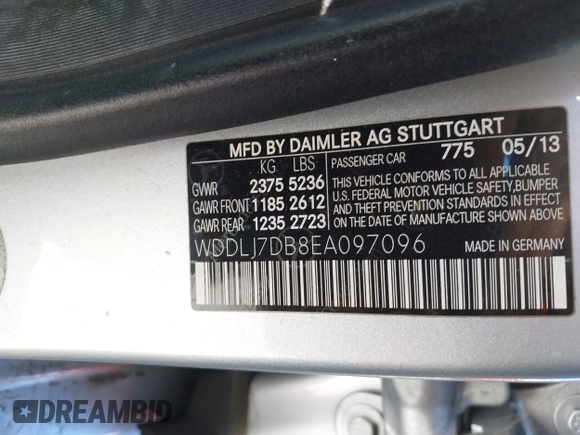 MFD BY DAIMLER AG STUTTGART
KG LBS PASSENGER CAR 775 05/13
GVWR 2375 5236
GAWR FRONT 1185 2612
GAWR REAR 1235 2723
THIS VEHICLE CONFORMS TO ALL APPLICABLE
U.S. FEDERAL MOTOR VEHICLE SAFETY, BUMPER
AND THEFT PREVENTION STANDARDS IN
EFFECT ON THE DATE OF
MANUFACTURE SHOWN ABOVE.
WDDLJ7DB8EA097096 MADE IN GERMANY
DREAMBID